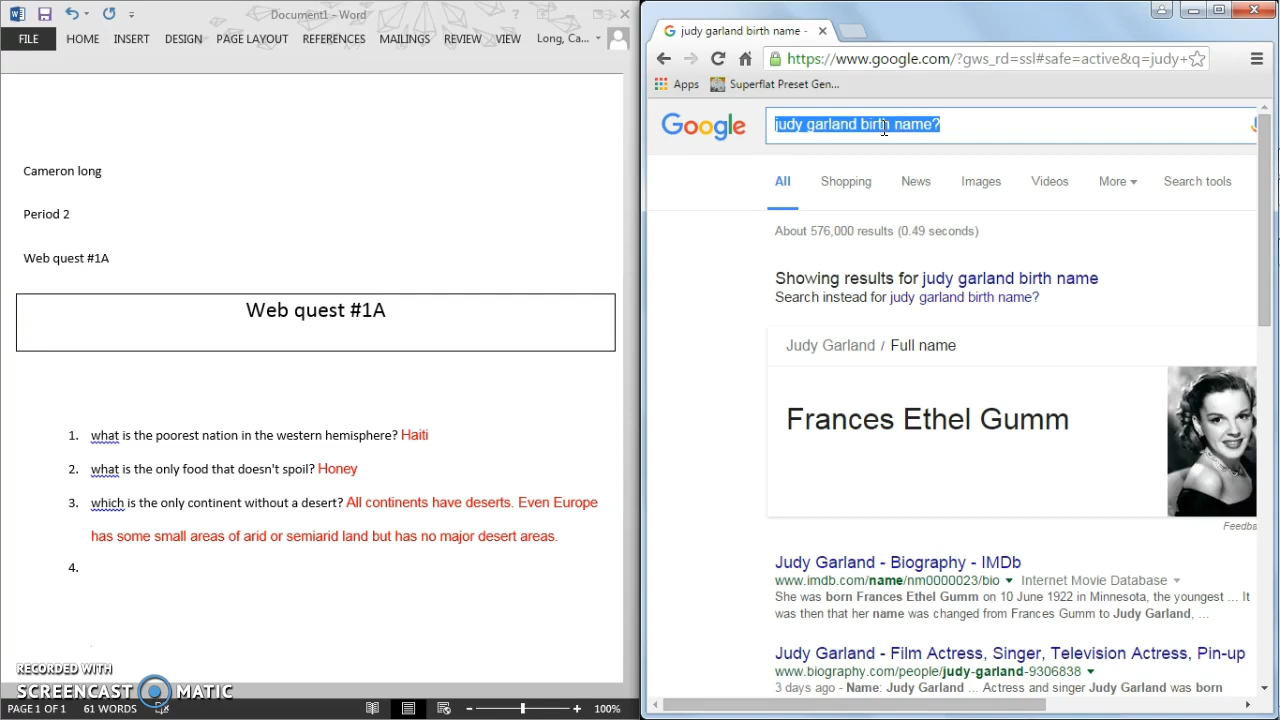 Document1 - Word
FILE HOME INSERT DESIGN PAGE LAYOUT REFERENCES MAILINGS REVIEW VIEW Long, Ca...
Cameron long
Period 2
Web quest #1A
Web quest #1A
1. what is the poorest nation in the western hemisphere? Haiti
2. what is the only food that doesn't spoil? Honey
3. which is the only continent without a desert? All continents have deserts. Even Europe
has some small areas of arid or semiarid land but has no major desert areas.
4.
RECORDED WITH
SCREENCAST MATIC
PAGE 1 OF 1 61 WORDS 100%
judy garland birth name -
https://www.google.com/?gws_rd=ssl#safe=active&q=judy+
Apps Superflat Preset Gen...
Google judy garland birth name?
All Shopping News Images Videos More Search tools
About 576,000 results (0.49 seconds)
Showing results for judy garland birth name
Search instead for judy garland birth name?
Judy Garland / Full name
Frances Ethel Gumm
Feedba
Judy Garland - Biography - IMDb
www.imdb.com/name/nm0000023/bio Internet Movie Database
She was born Frances Ethel Gumm on 10 June 1922 in Minnesota, the youngest ... It
was then that her name was changed from Frances Gumm to Judy Garland, ...
Judy Garland - Film Actress, Singer, Television Actress, Pin-up
www.biography.com/people/judy-garland-9306838
3 days ago - Name: Judy Garland ... Actress and singer Judy Garland was born